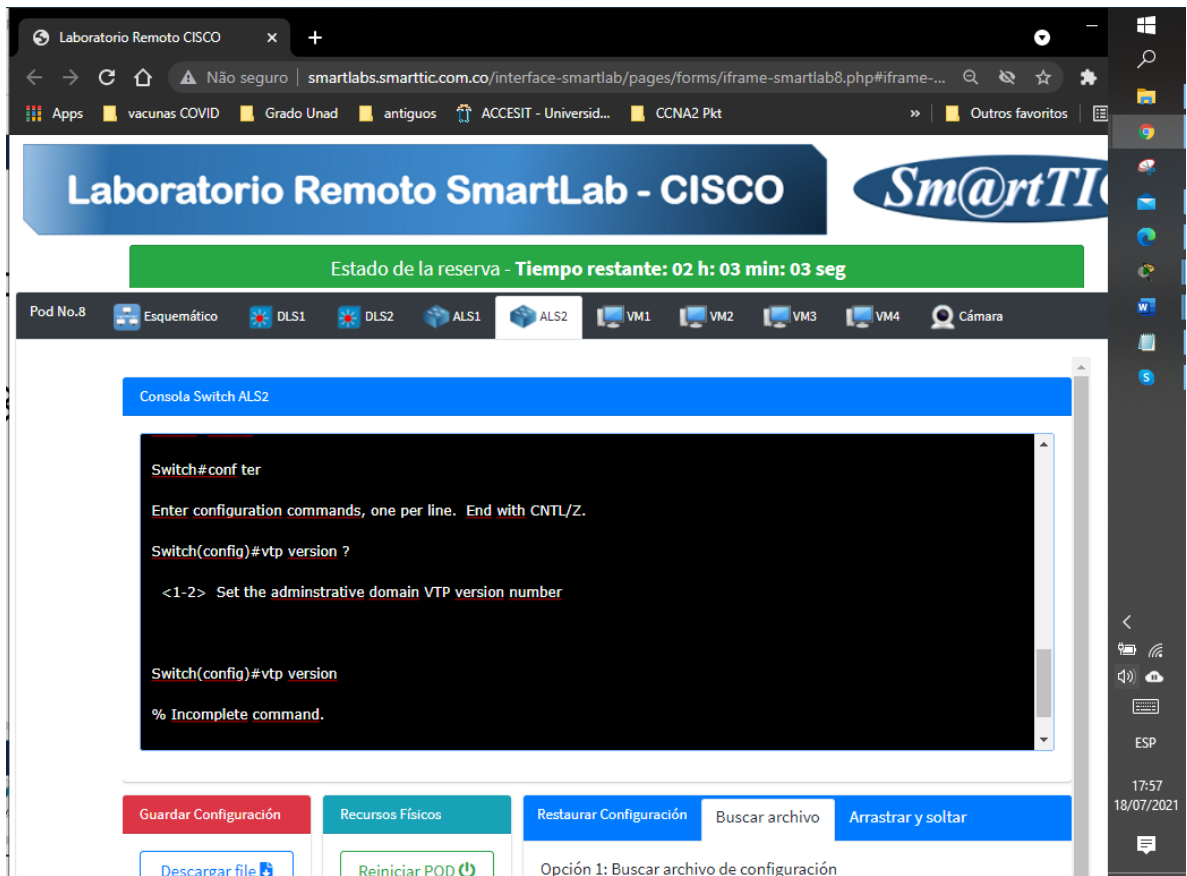 Laboratorio Remoto CISCO
Não seguro | smartlabs.smarttic.com.co/interface-smartlab/pages/forms/iframe-smartlab8.php#iframe-...
Apps vacunas COVID Grado Unad antiguos ACCESIT - Universid... CCNA2 Pkt » Outros favoritos
Laboratorio Remoto SmartLab - CISCO
Sm@rtTI
Estado de la reserva - Tiempo restante: 02 h: 03 min: 03 seg
Pod No.8 Esquemático DLS1 DLS2 ALS1 ALS2 VM1 VM2 VM3 VM4 Cámara
Consola Switch ALS2
Switch#conf ter
Enter configuration commands, one per line. End with CNTL/Z.
Switch(config)#vtp version ?
<1-2> Set the adminstrative domain VTP version number
Switch(config)#vtp version
% Incomplete command.
Guardar Configuración Recursos Físicos Restaurar Configuración Buscar archivo Arrastrar y soltar
Descargar file Reiniciar POD Opción 1: Buscar archivo de configuración
ESP
17:57
18/07/2021